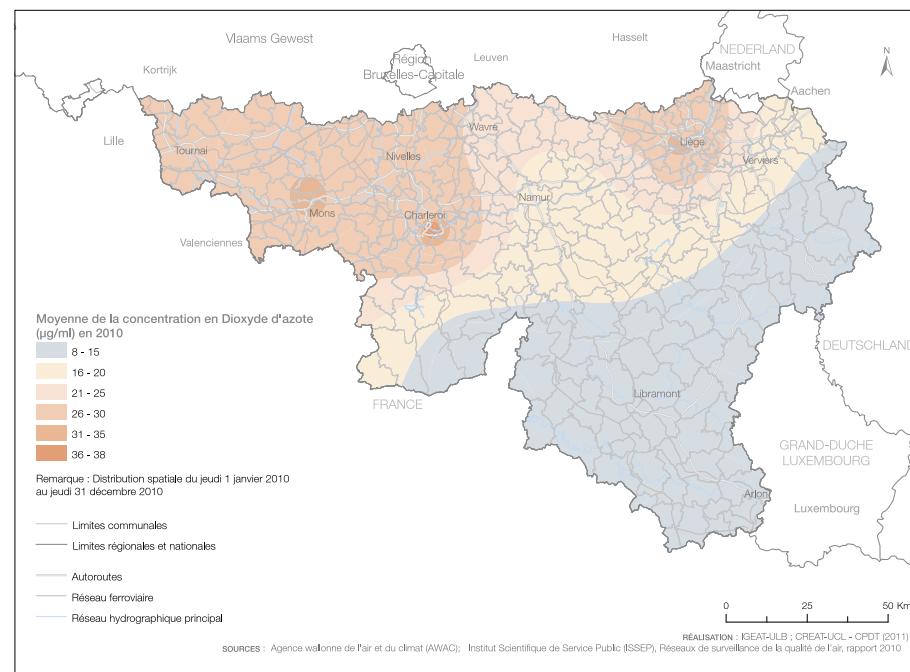 Vlaams Gewest
Hasselt
NEDERLAND
Maastricht
N
Kortrijk
Région
Bruxelles-Capitale
Leuven
Aachen
Lille
Wavre
Tournai
Nivelles
Liège
Verviers
Namur
Mons
Charleroi
Valenciennes
Moyenne de la concentration en Dioxyde d'azote
(µg/ml) en 2010
8 - 15
16 - 20
21 - 25
26 - 30
31 - 35
36 - 38
DEUTSCHLAND
FRANCE
Libramont
GRAND-DUCHE
LUXEMBOURG
Remarque : Distribution spatiale du jeudi 1 janvier 2010
au jeudi 31 décembre 2010
Arlon
Luxembourg
Limites communales
Limites régionales et nationales
Autoroutes
Réseau ferroviaire
Réseau hydrographique principal
0 25 50 Km
RÉALISATION : IGEAT-ULB ; CREAT-UCL - CPDT (2011)
SOURCES : Agence wallonne de l'air et du climat (AWAC); Institut Scientifique de Service Public (ISSEP), Réseaux de surveillance de la qualité de l'air, rapport 2010